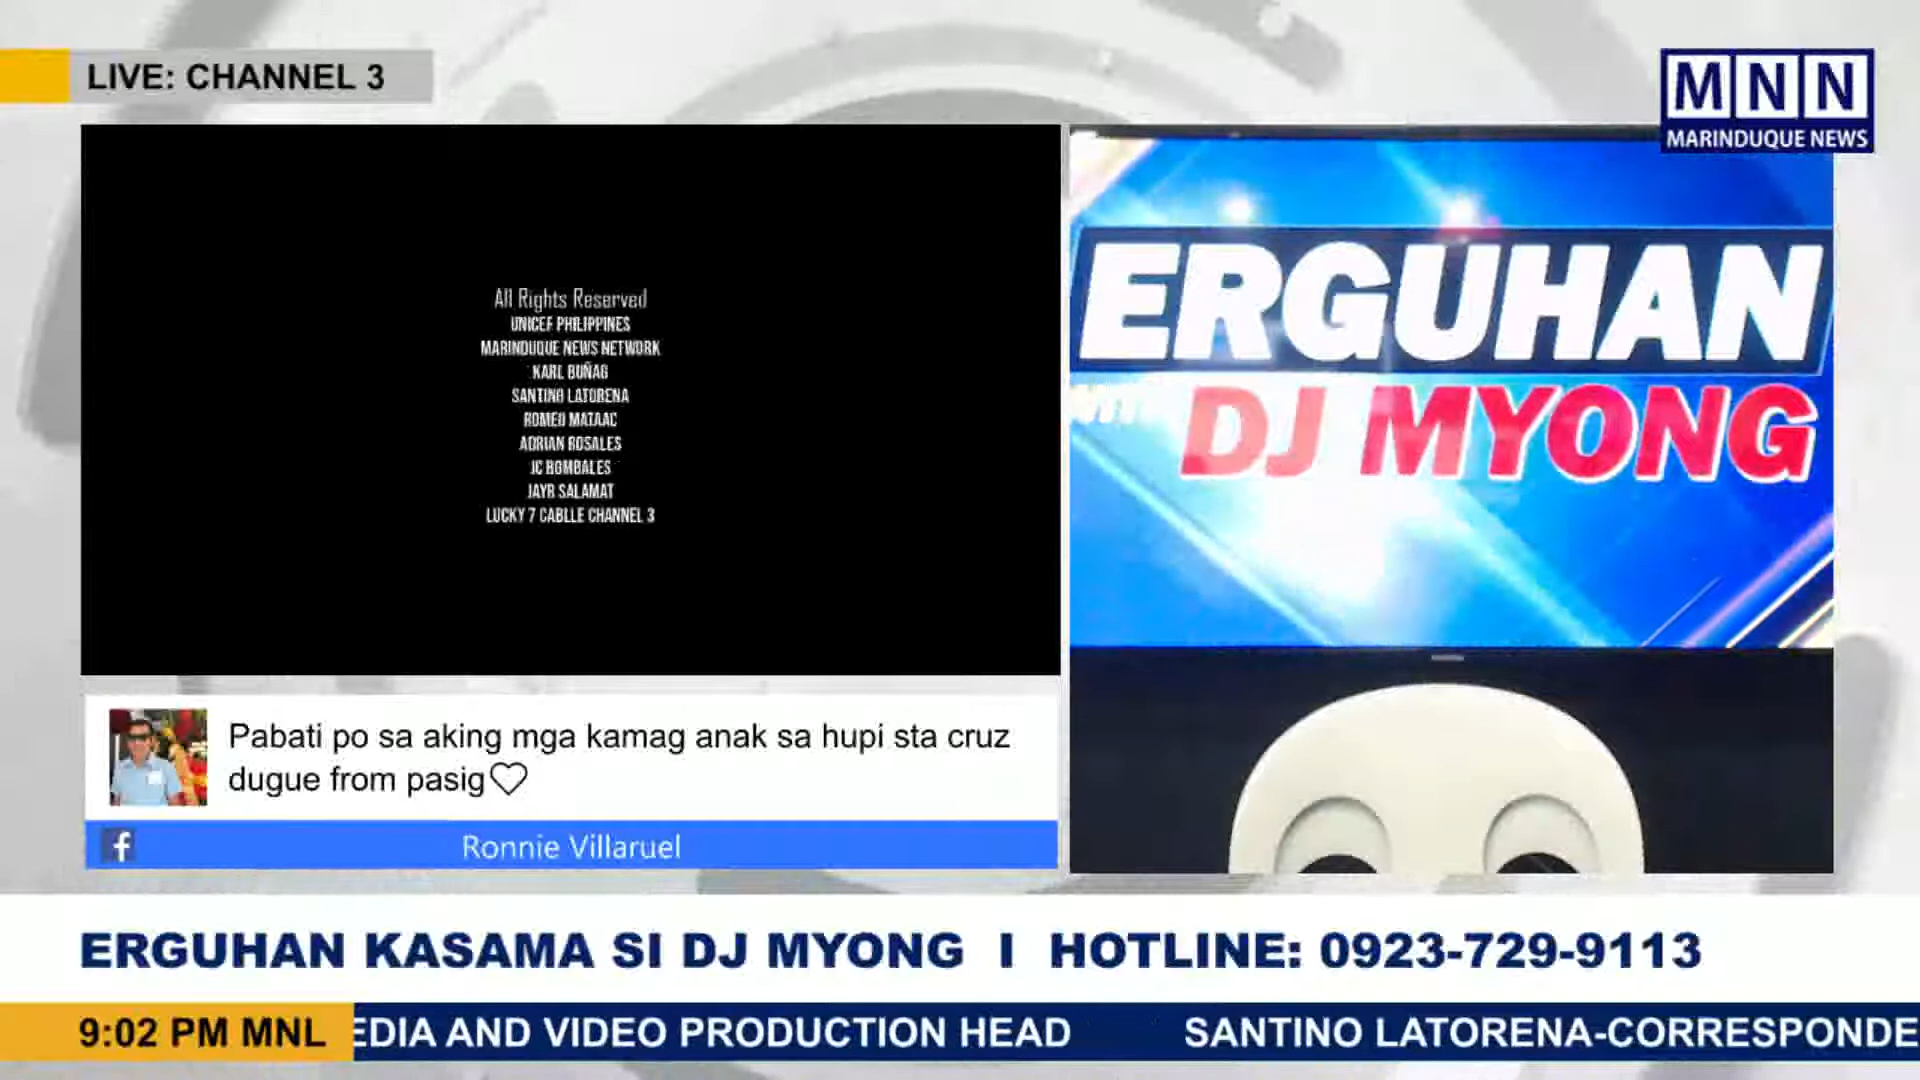 LIVE: CHANNEL 3
MNN
MARINDUQUE NEWS
All Rights Reserved
UNICEF PHILIPPINES
MARINDUQUE NEWS NETWORK
KARL BUÑAG
SANTINO LATORENA
ROMEO MATAAC
ADRIAN ROSALES
JC BOMBALES
JAYR SALAMAT
LUCKY 7 CABLLE CHANNEL 3
ERGUHAN
WITH
DJ MYONG
Pabati po sa aking mga kamag anak sa hupi sta cruz
dugue from pasig♡
f Ronnie Villaruel
ERGUHAN KASAMA SI DJ MYONG I HOTLINE: 0923-729-9113
9:02 PM MNL EDIA AND VIDEO PRODUCTION HEAD SANTINO LATORENA-CORRESPONDE